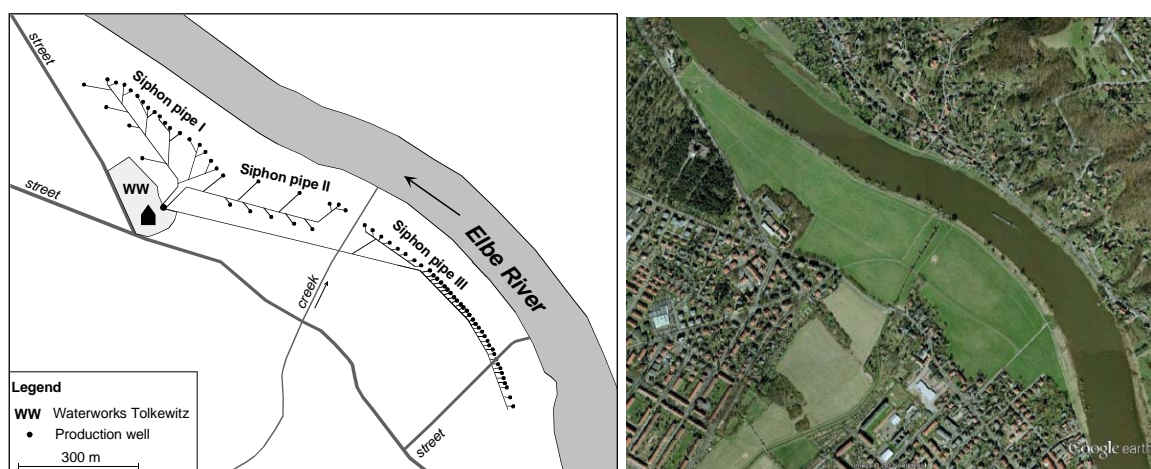 street
Siphon pipe I
WW
street
Siphon pipe II
Siphon pipe III
Elbe River
creek
street
Legend
WW Waterworks Tolkewitz
Production well
300 m
Google earth